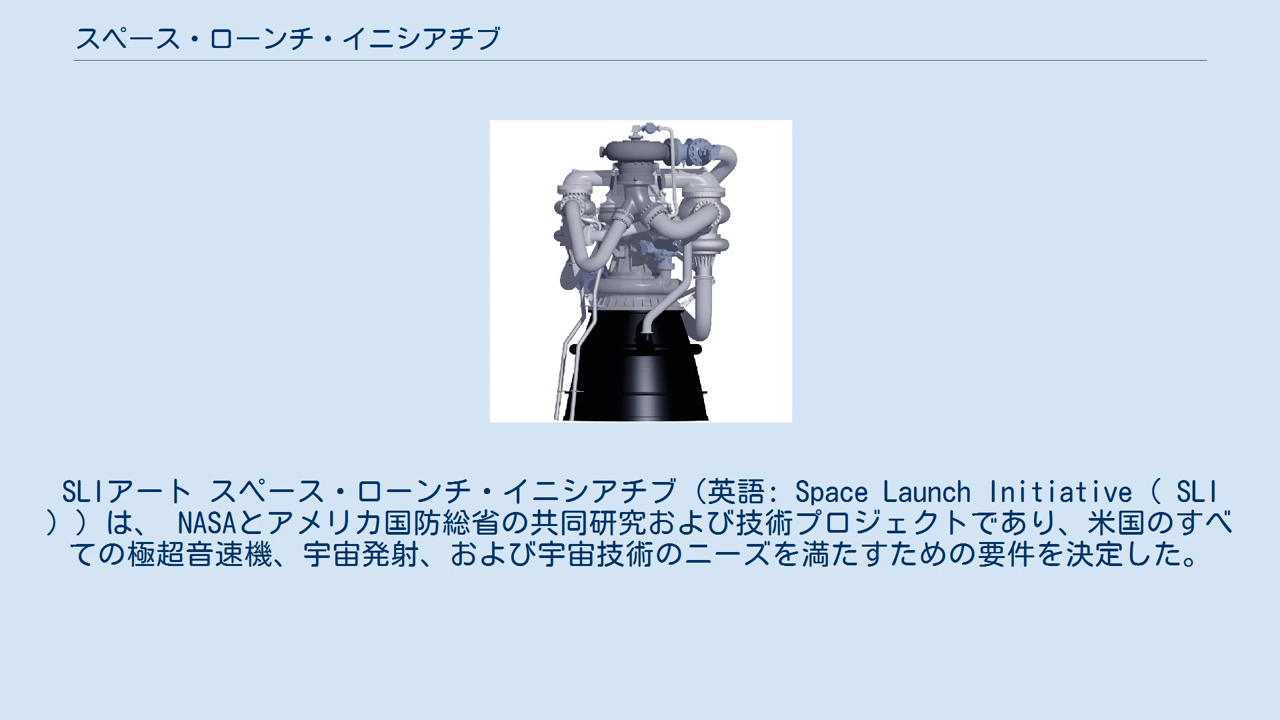 スペース・ローンチ・イニシアチブ
SLIアート スペース・ローンチ・イニシアチブ（英語: Space Launch Initiative（ SLI
））は、 NASAとアメリカ国防総省の共同研究および技術プロジェクトであり、米国のすべ
ての極超音速機、宇宙発射、および宇宙技術のニーズを満たすための要件を決定した。